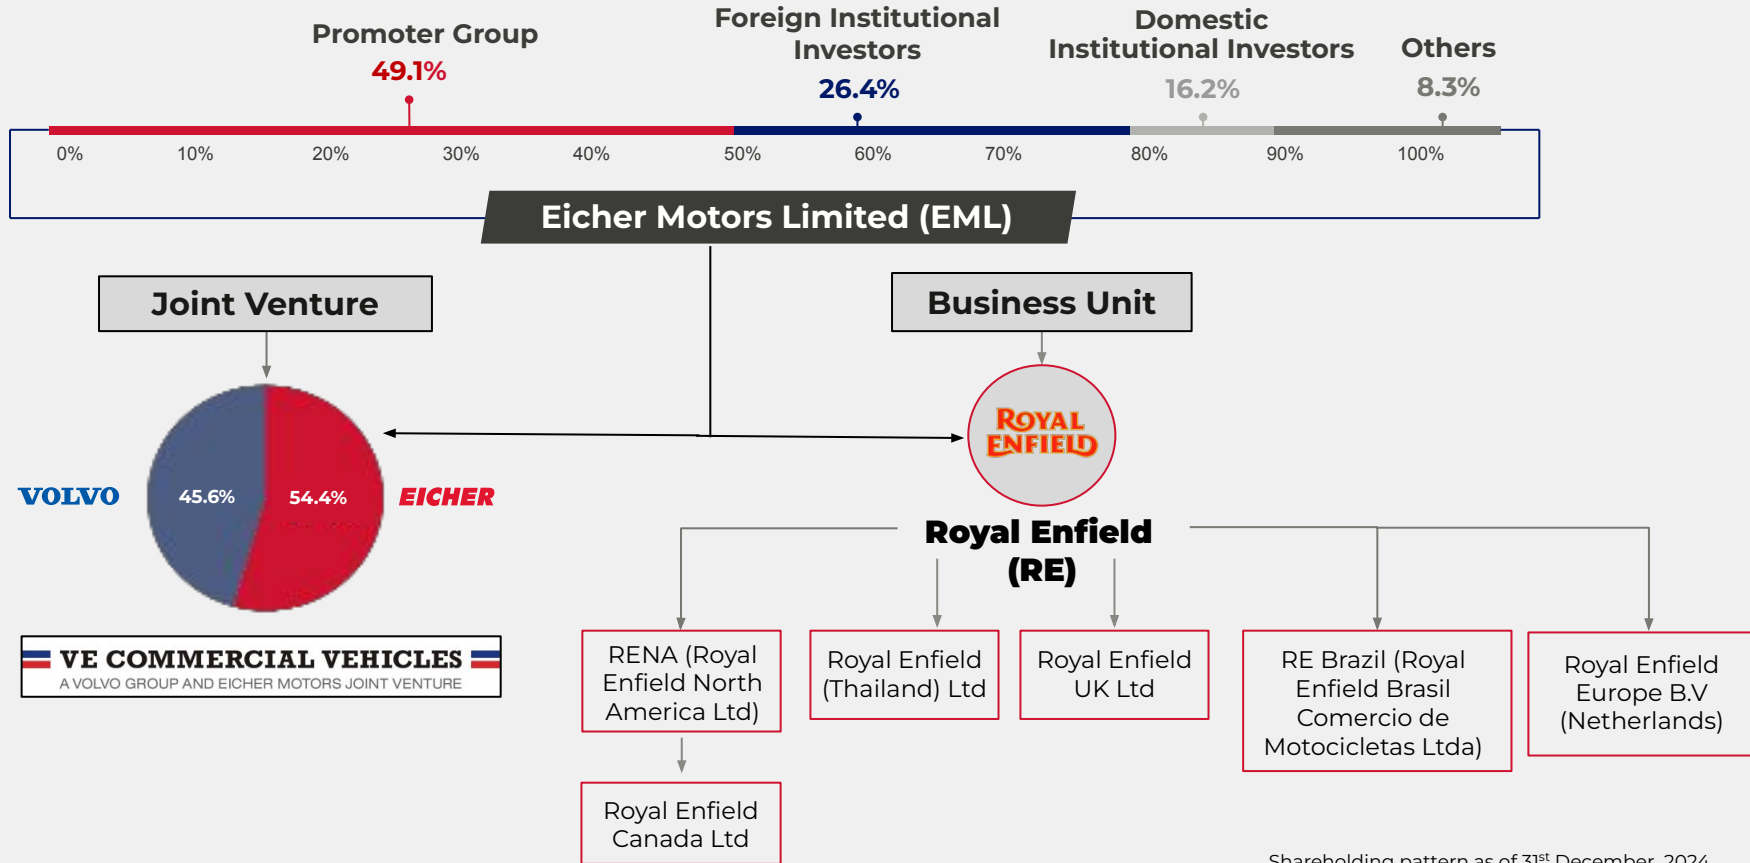 Promoter Group
49.1%
Foreign Institutional
Investors
26.4%
Domestic
Institutional Investors
16.2%
Others
8.3%
0% 10% 20% 30% 40% 50% 60% 70% 80% 90% 100%
Eicher Motors Limited (EML)
Joint Venture
Business Unit
VOLVO
45.6%
54.4%
EICHER
ROYAL
ENFIELD
Royal Enfield
(RE)
VE COMMERCIAL VEHICLES
A VOLVO GROUP AND EICHER MOTORS JOINT VENTURE
RENA (Royal
Enfield North
America Ltd)
Royal Enfield
(Thailand) Ltd
Royal Enfield
UK Ltd
RE Brazil (Royal
Enfield Brasil
Comercio de
Motocicletas Ltda)
Royal Enfield
Europe B.V
(Netherlands)
Royal Enfield
Canada Ltd
Shareholding pattern as of 31st December, 2024